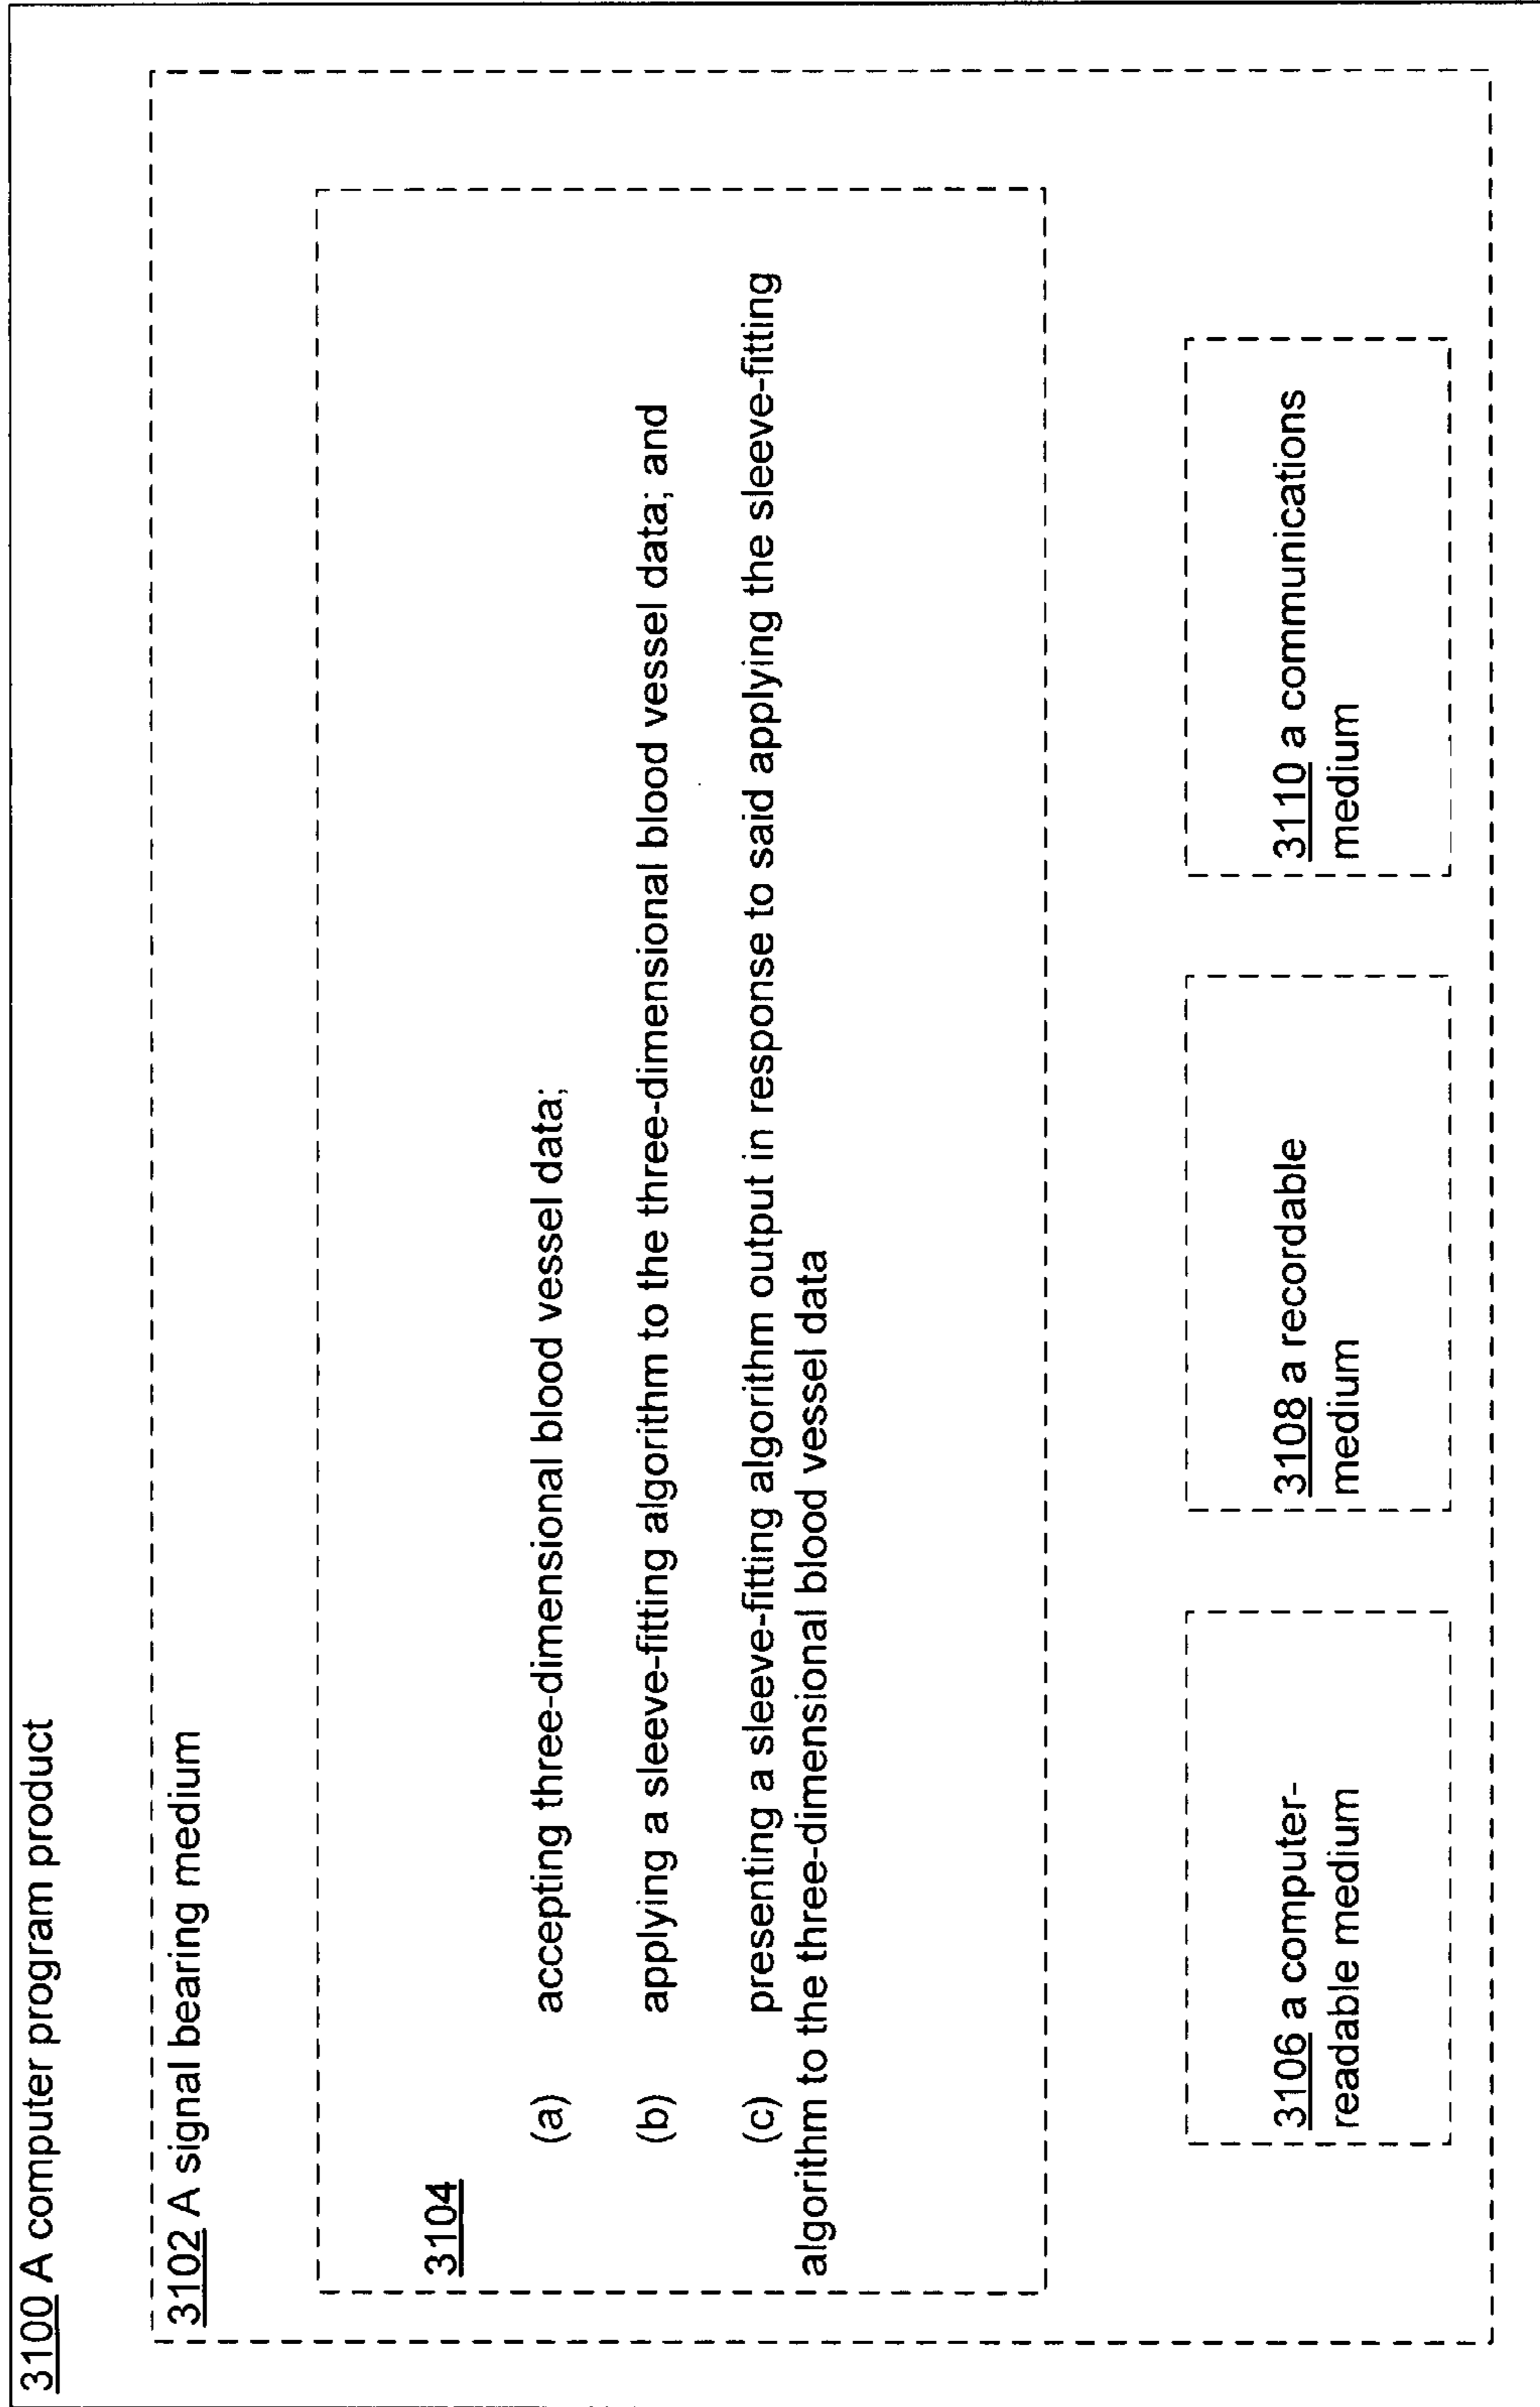 3100 A computer program product
3102 A signal bearing medium
3104
(a) accepting three-dimensional blood vessel data;
(b) applying a sleeve-fitting algorithm to the three-dimensional blood vessel data; and
(c) presenting a sleeve-fitting algorithm output in response to said applying the sleeve-fitting
algorithm to the three-dimensional blood vessel data
3106 a computer-
readable medium
3108 a recordable
medium
3110 a communications
medium